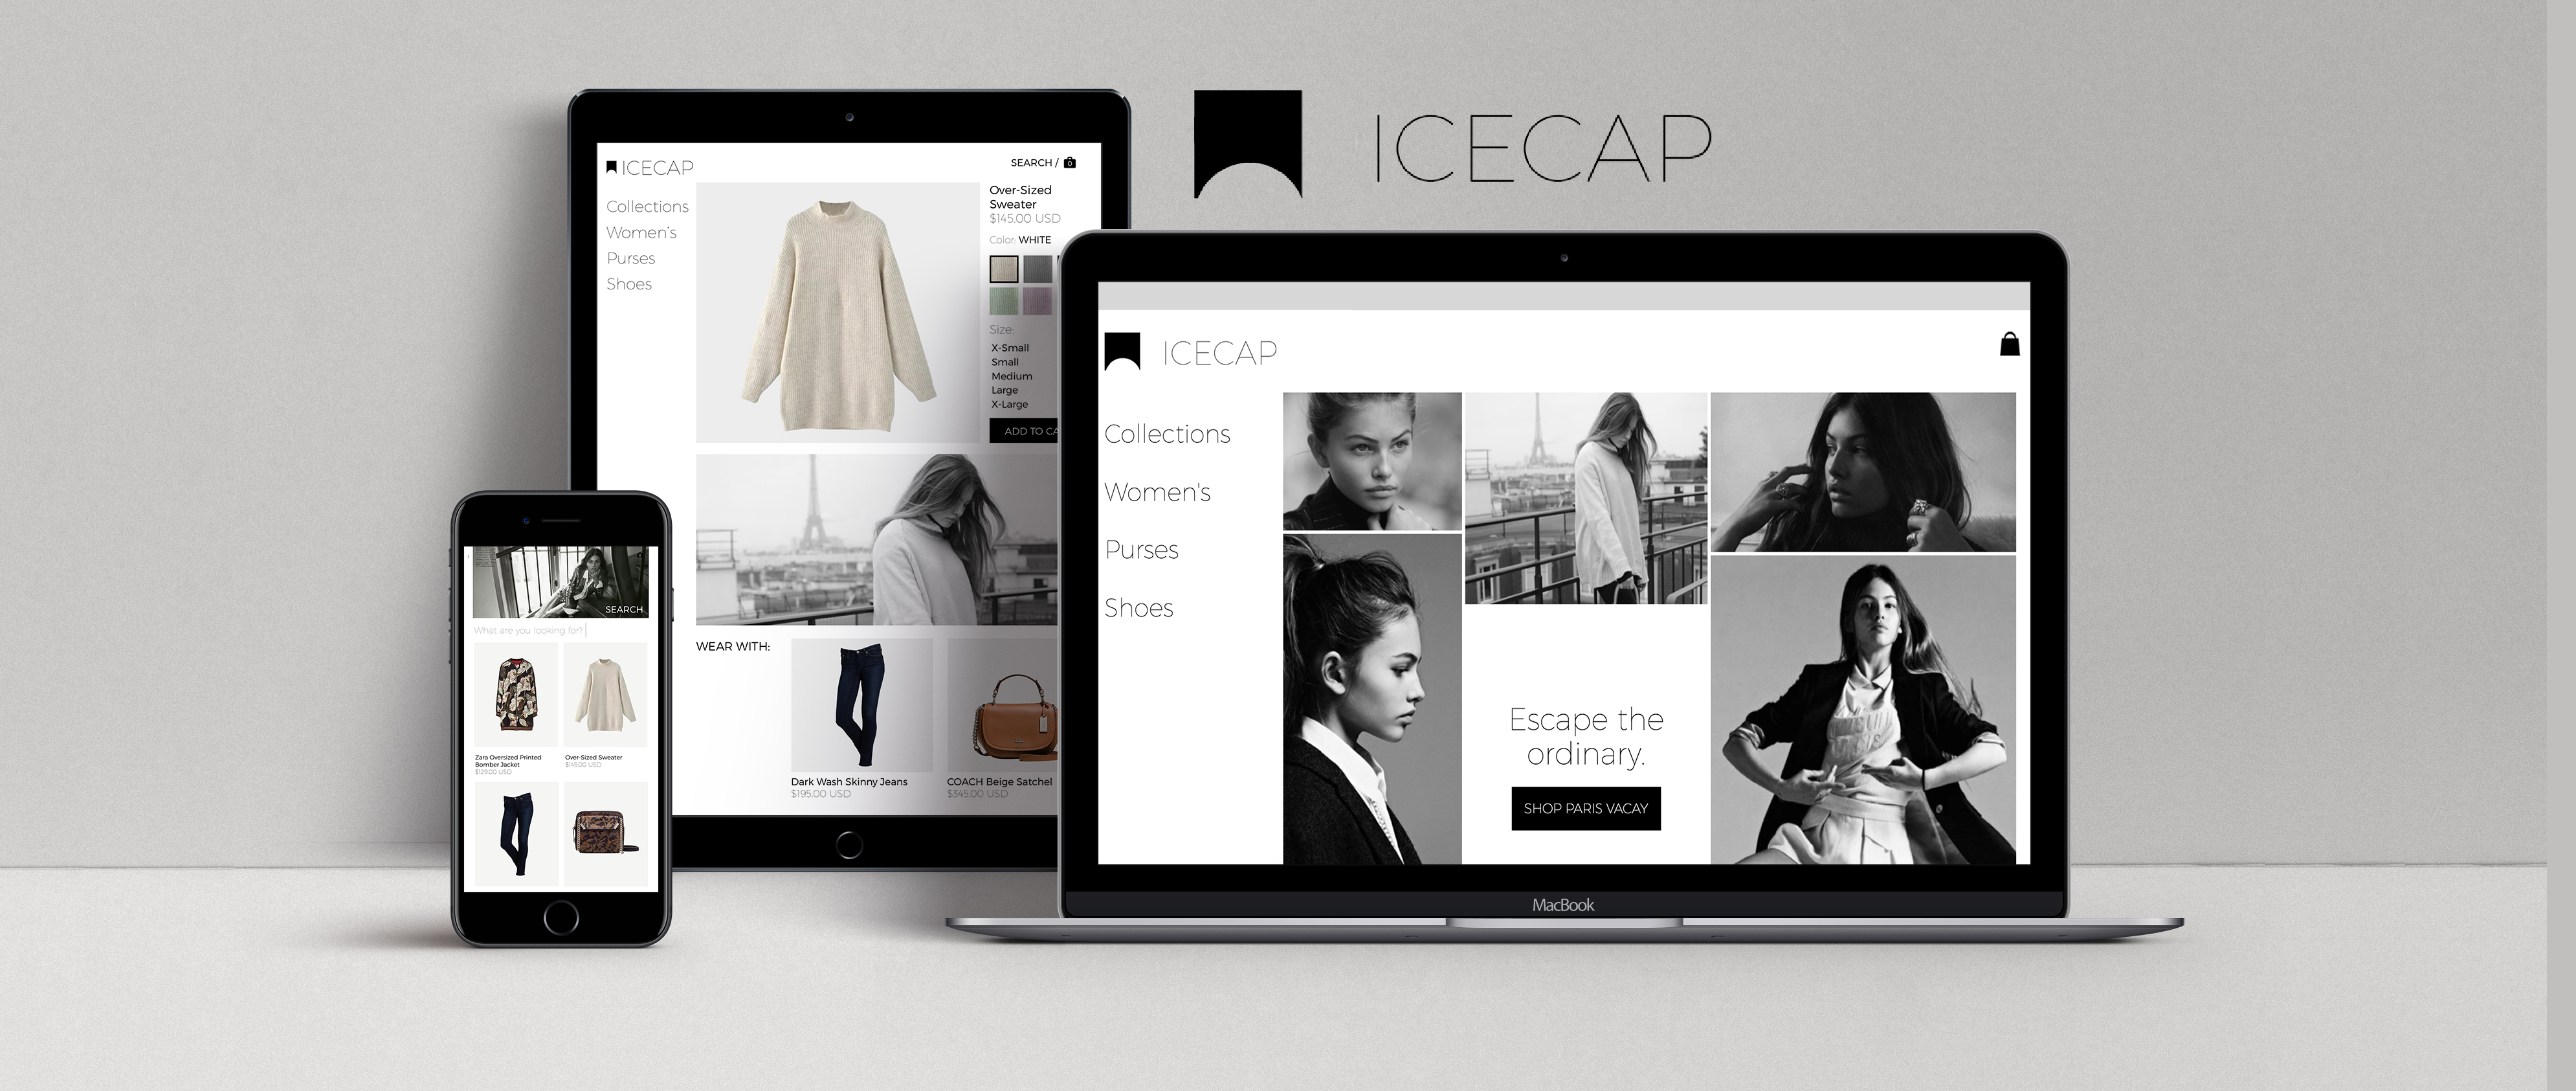 ICECAP
ICECAP
SEARCH / 0
Collections
Women's
Purses
Shoes
Over-Sized
Sweater
$145.00 USD
Color: WHITE
Size:
X-Small
Small
Medium
Large
X-Large
ADD TO CA
WEAR WITH:
Dark Wash Skinny Jeans
$195.00 USD
COACH Beige Satchel
$345.00 USD
SEARCH
What are you looking for?
Zara Oversized Printed
Bomber Jacket
$129.00 USD
Over-Sized Sweater
$145.00 USD
ICECAP
Collections
Women's
Purses
Shoes
Escape the
ordinary.
SHOP PARIS VACAY
MacBook